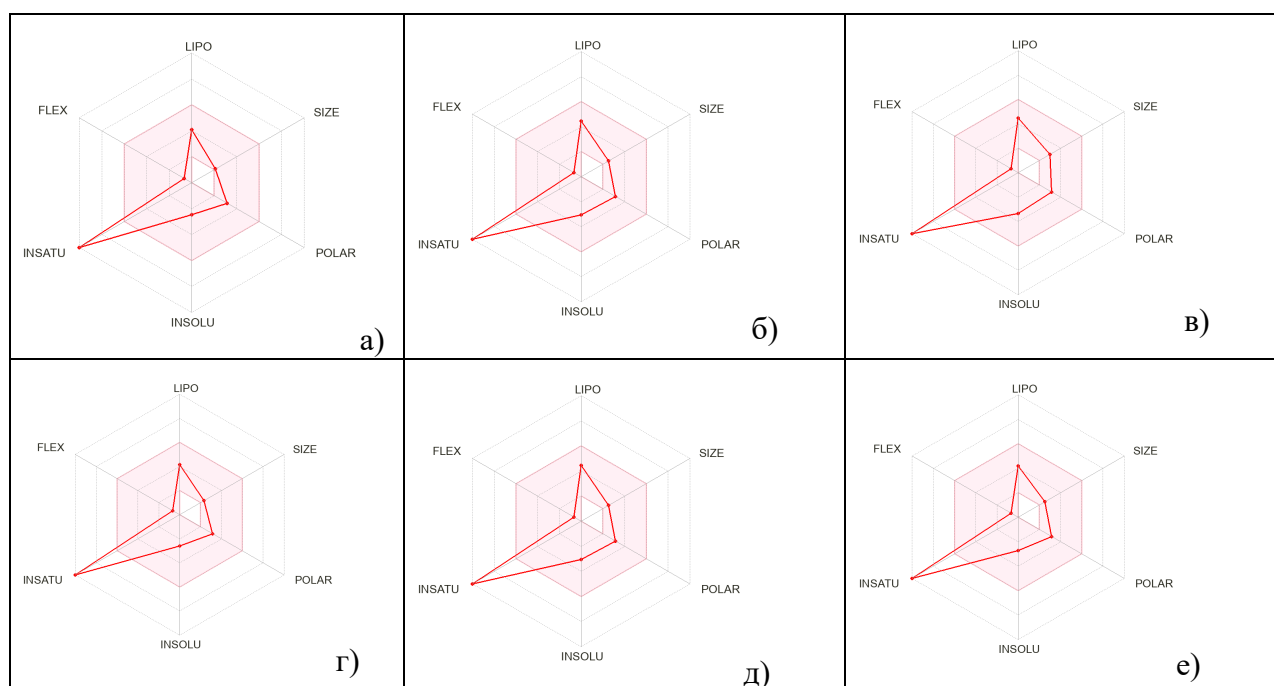 LIPO
FLEX
SIZE
INSATU
POLAR
INSOLU
а)
LIPO
FLEX
SIZE
INSATU
POLAR
INSOLU
б)
LIPO
FLEX
SIZE
INSATU
POLAR
INSOLU
в)
LIPO
FLEX
SIZE
INSATU
POLAR
INSOLU
г)
LIPO
FLEX
SIZE
INSATU
POLAR
INSOLU
д)
LIPO
FLEX
SIZE
INSATU
POLAR
INSOLU
е)